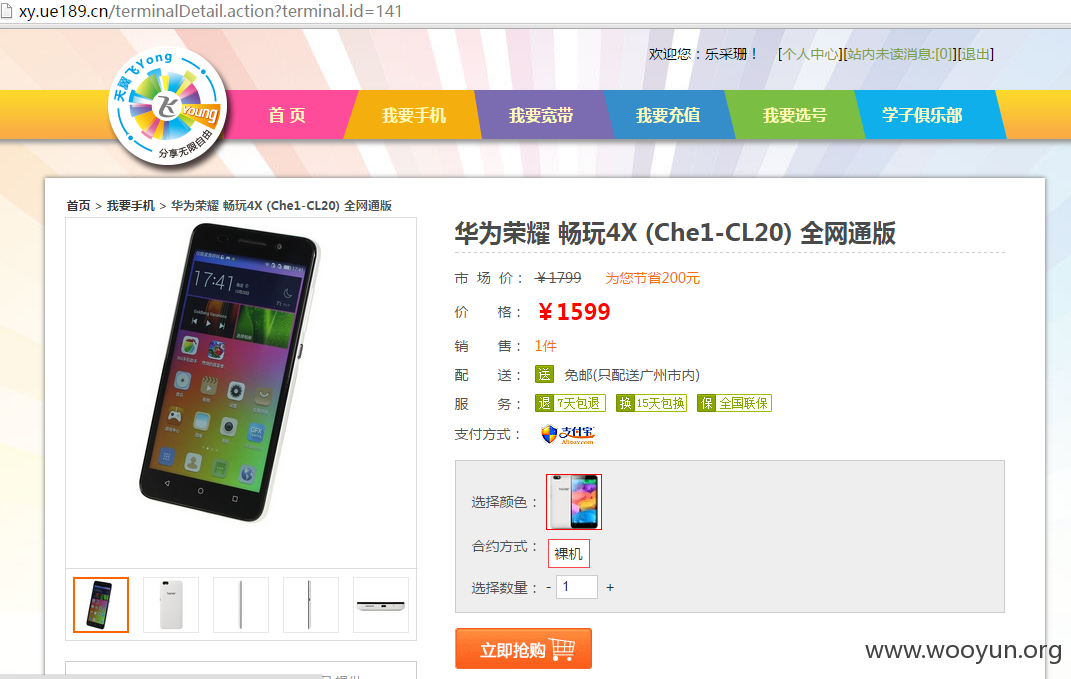 xy.ue189.cn/terminalDetail.action?terminal.id=141
欢迎您：乐采珊！ [个人中心][站内未读消息:[0]][退出]
天翼飞Yong
飞Young
分享无限自由
首 页 我要手机 我要宽带 我要充值 我要选号 学子俱乐部
首页 > 我要手机 > 华为荣耀 畅玩4X (Che1-CL20) 全网通版
17:41
华为荣耀 畅玩4X (Che1-CL20) 全网通版
市 场 价： ￥1799 为您节省200元
价 格： ￥1599
销 售： 1件
配 送： 送 免邮(只配送广州市内)
服 务： 退 7天包退 换 15天包换 保 全国联保
支付方式： 支付宝
Alipay.com
选择颜色：
合约方式： 裸机
选择数量： - 1 +
立即抢购
www.wooyun.org